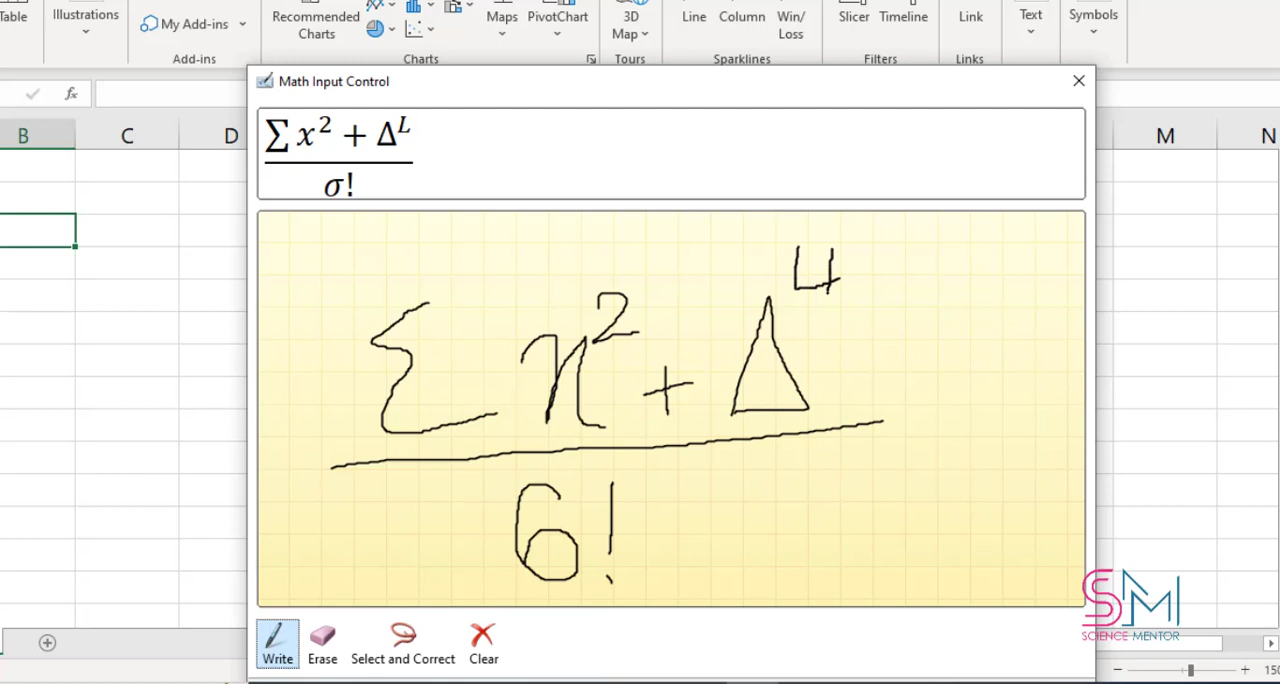 Table
Illustrations
My Add-ins
Add-ins
Recommended
Charts
Maps
PivotChart
Charts
3D
Map
Tours
Line
Column
Win/
Loss
Sparklines
Slicer
Timeline
Filters
Link
Links
Text
Symbols
fx
B C D M N
Math Input Control
∑ x² + Δᴸ
σ!
∑ x² + Δ⁴
6!
Write
Erase
Select and Correct
Clear
SM
SCIENCE MENTOR